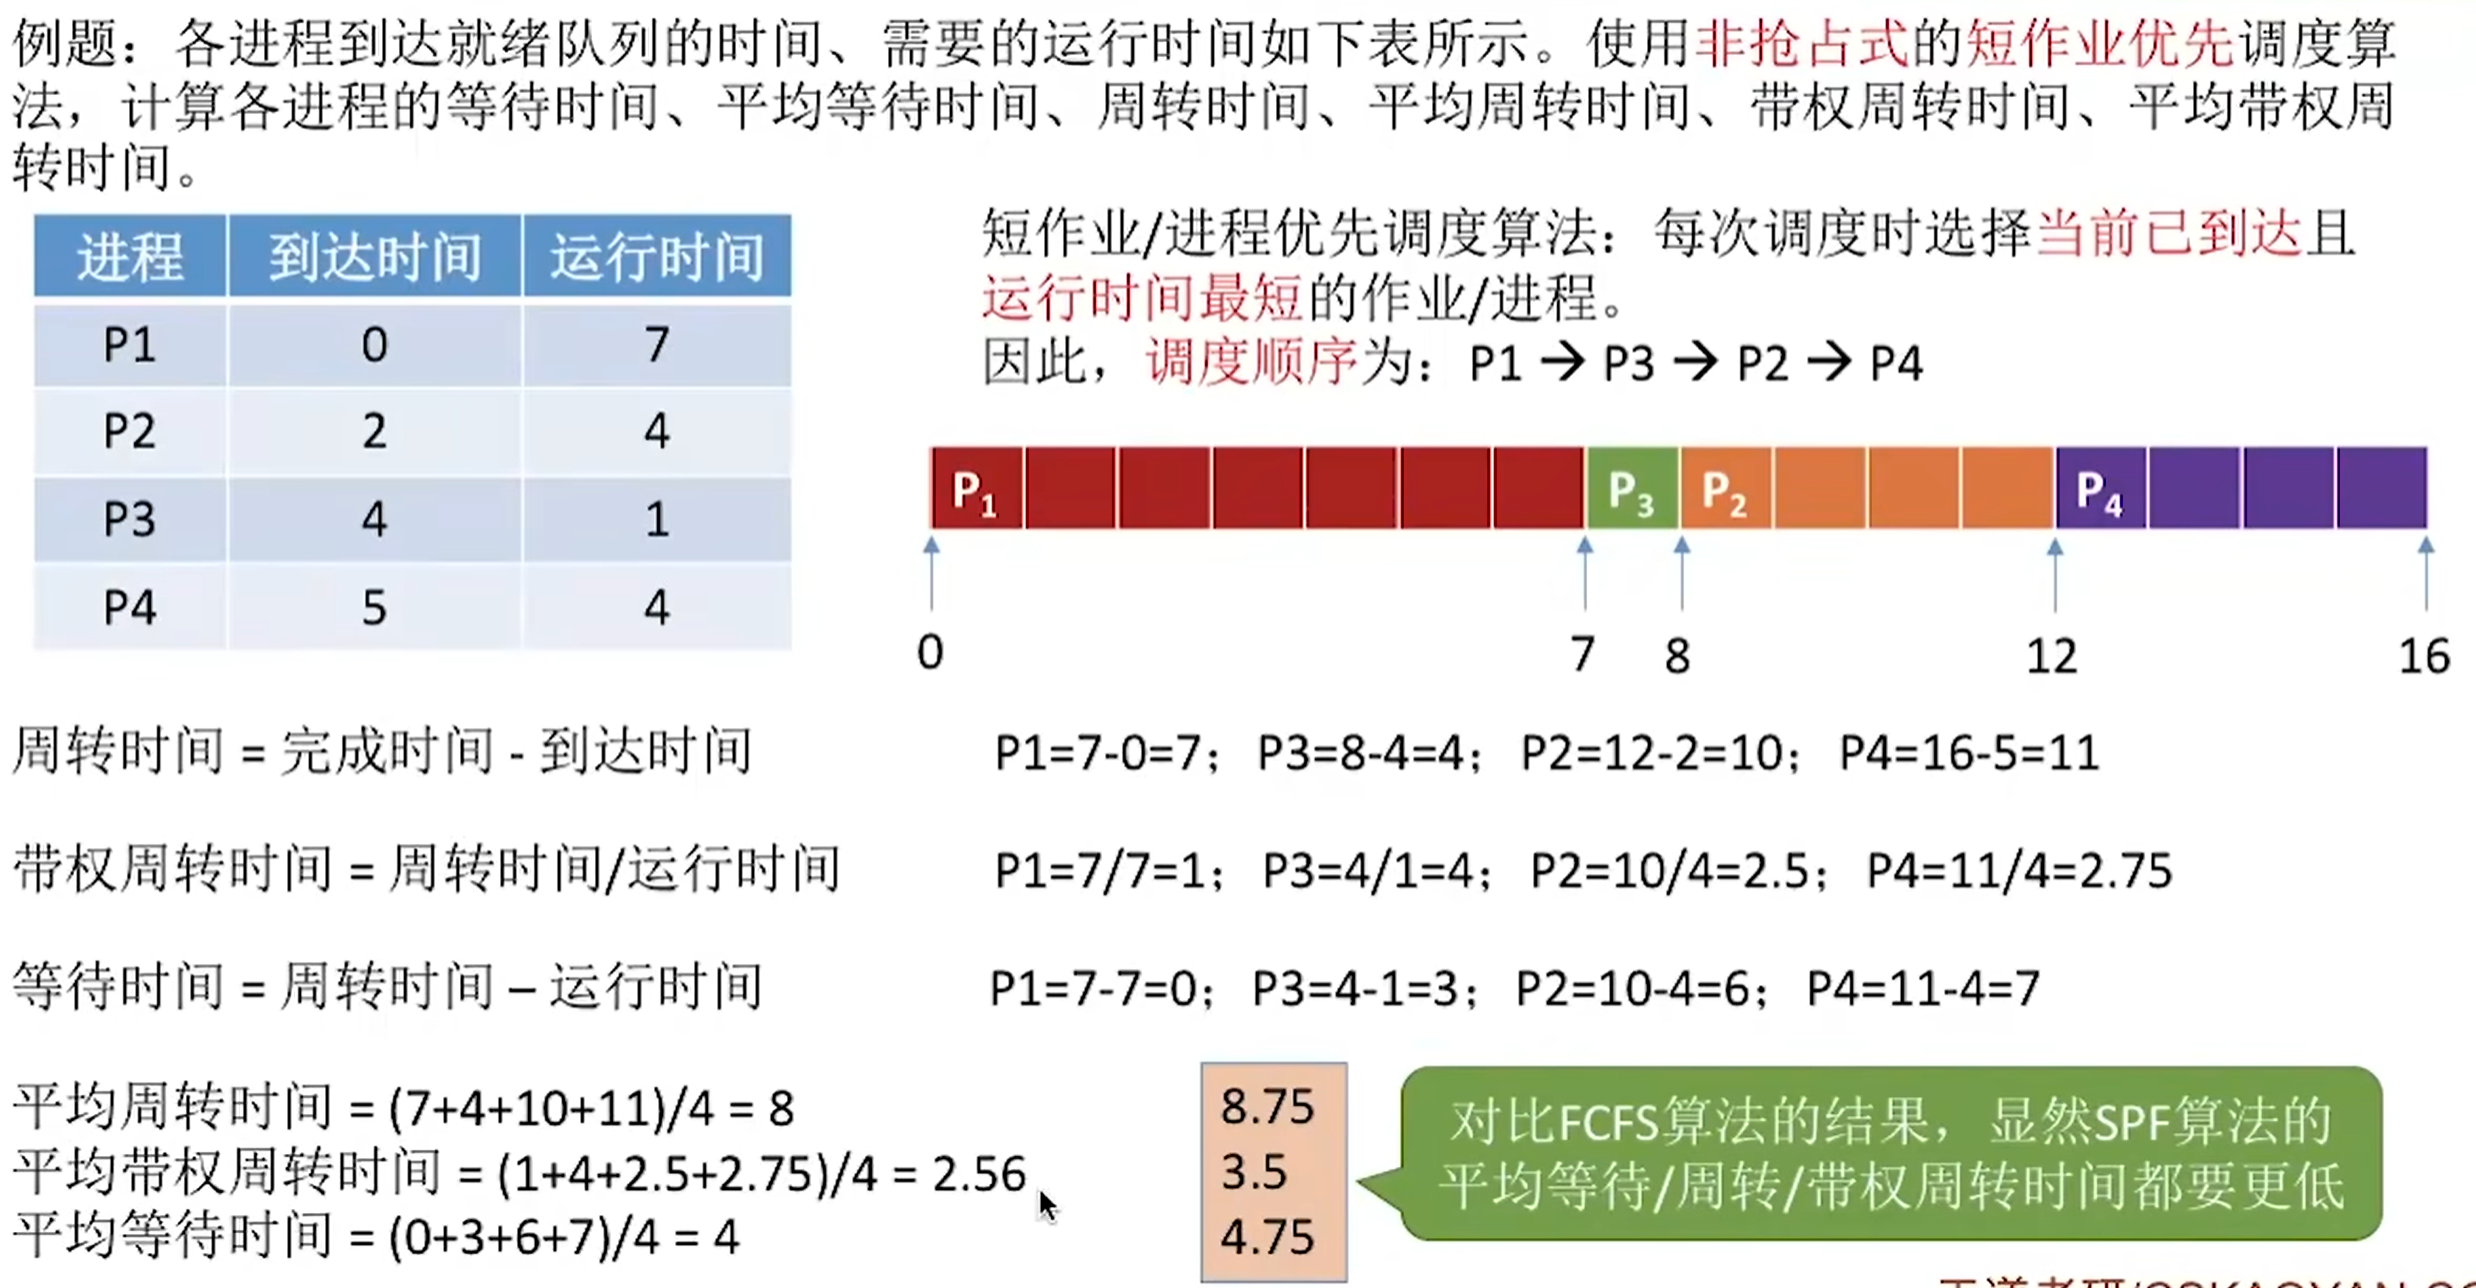 例题：各进程到达就绪队列的时间、需要的运行时间如下表所示。使用非抢占式的短作业优先调度算
法，计算各进程的等待时间、平均等待时间、周转时间、平均周转时间、带权周转时间、平均带权周
转时间。
进程 到达时间 运行时间
P1 0 7
P2 2 4
P3 4 1
P4 5 4
短作业/进程优先调度算法：每次调度时选择当前已到达且
运行时间最短的作业/进程。
因此，调度顺序为：P1 → P3 → P2 → P4
P1 P3 P2 P4
0 7 8 12 16
周转时间 = 完成时间 - 到达时间
P1=7-0=7；P3=8-4=4；P2=12-2=10；P4=16-5=11
带权周转时间 = 周转时间/运行时间
P1=7/7=1；P3=4/1=4；P2=10/4=2.5；P4=11/4=2.75
等待时间 = 周转时间 – 运行时间
P1=7-7=0；P3=4-1=3；P2=10-4=6；P4=11-4=7
平均周转时间 = (7+4+10+11)/4 = 8
平均带权周转时间 = (1+4+2.5+2.75)/4 = 2.56
平均等待时间 = (0+3+6+7)/4 = 4
8.75
3.5
4.75
对比FCFS算法的结果，显然SPF算法的
平均等待/周转/带权周转时间都要更低